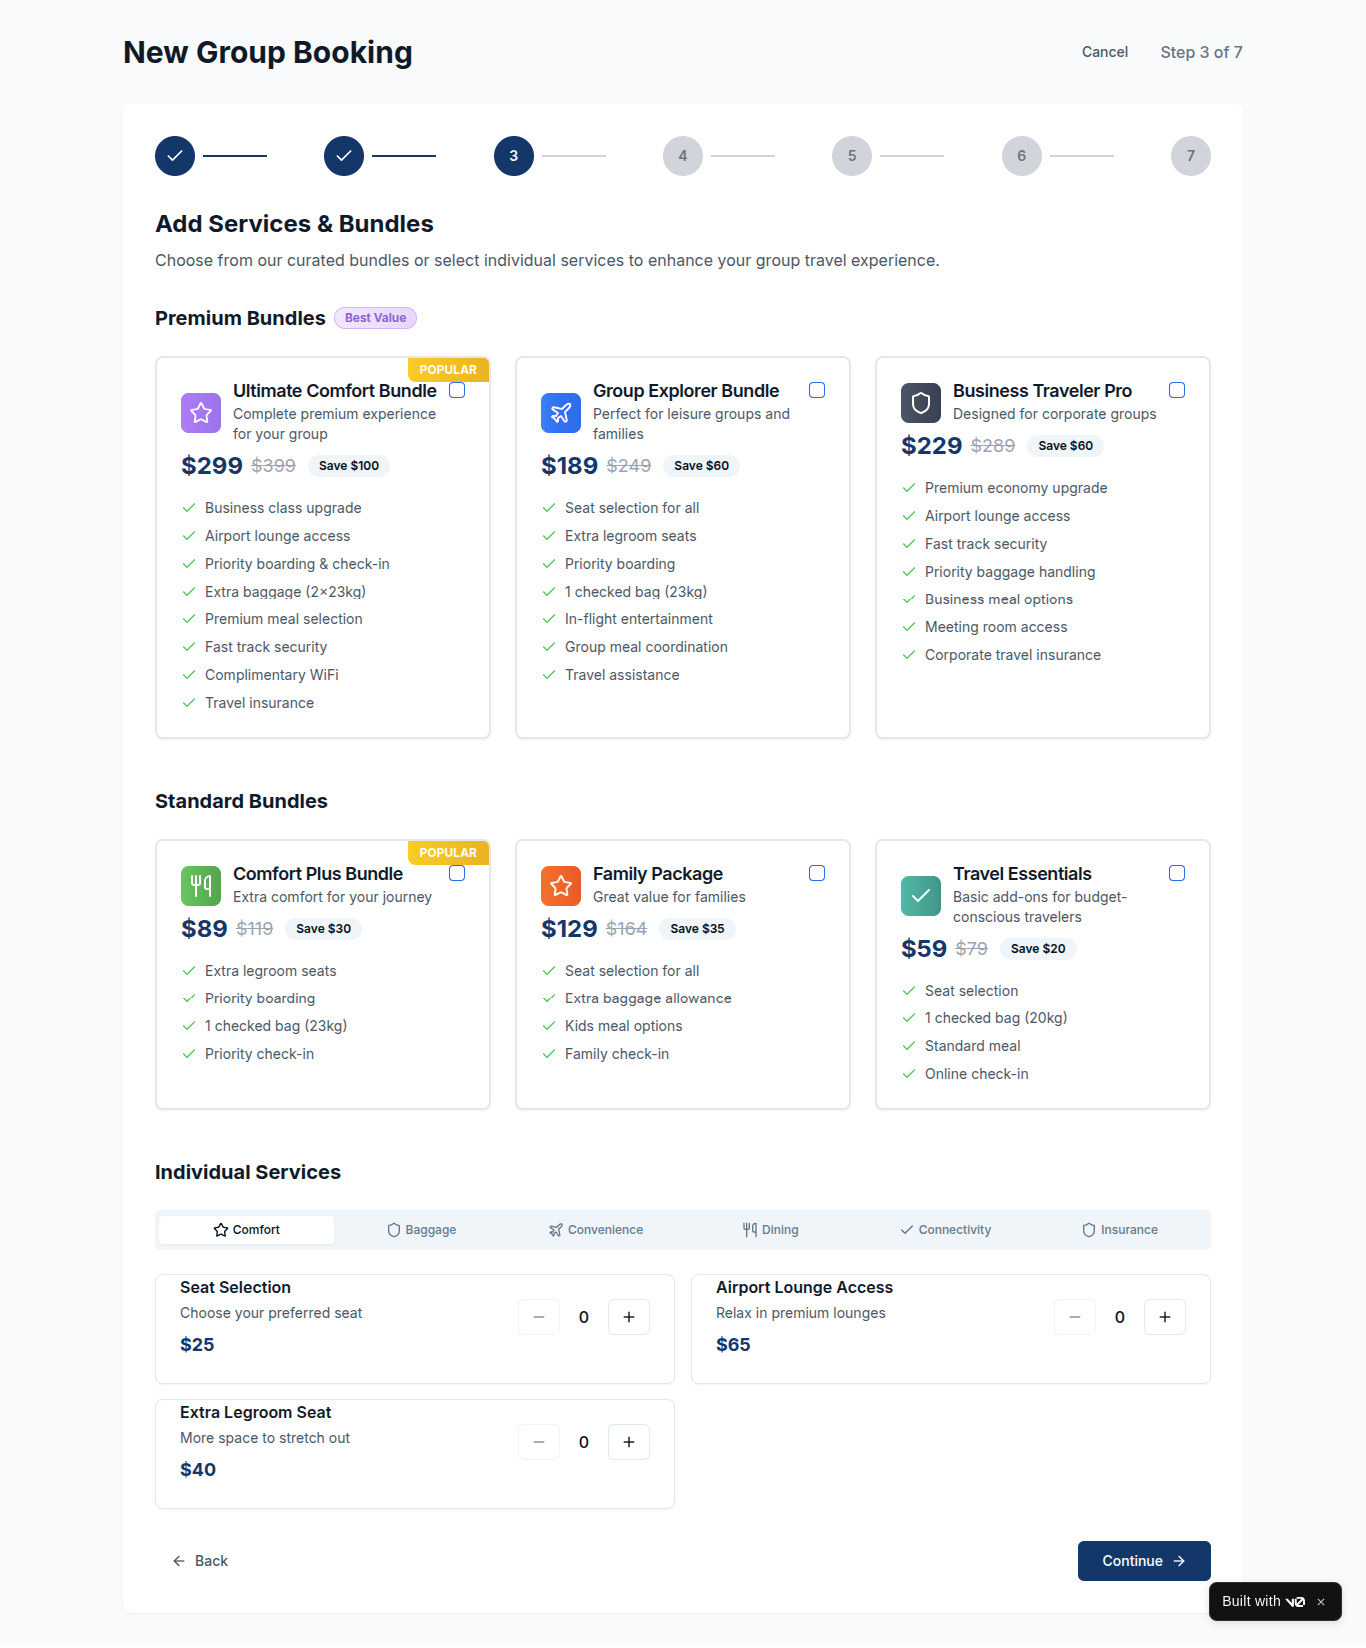 New Group Booking
Cancel
Step 3 of 7
3
4
5
6
7
Add Services & Bundles
Choose from our curated bundles or select individual services to enhance your group travel experience.
Premium Bundles
Best Value
POPULAR
Ultimate Comfort Bundle
Complete premium experience
for your group
$299 $399 Save $100
Business class upgrade
Airport lounge access
Priority boarding & check-in
Extra baggage (2×23kg)
Premium meal selection
Fast track security
Complimentary WiFi
Travel insurance
Group Explorer Bundle
Perfect for leisure groups and
families
$189 $249 Save $60
Seat selection for all
Extra legroom seats
Priority boarding
1 checked bag (23kg)
In-flight entertainment
Group meal coordination
Travel assistance
Business Traveler Pro
Designed for corporate groups
$229 $289 Save $60
Premium economy upgrade
Airport lounge access
Fast track security
Priority baggage handling
Business meal options
Meeting room access
Corporate travel insurance
Standard Bundles
POPULAR
Comfort Plus Bundle
Extra comfort for your journey
$89 $119 Save $30
Extra legroom seats
Priority boarding
1 checked bag (23kg)
Priority check-in
Family Package
Great value for families
$129 $164 Save $35
Seat selection for all
Extra baggage allowance
Kids meal options
Family check-in
Travel Essentials
Basic add-ons for budget-
conscious travelers
$59 $79 Save $20
Seat selection
1 checked bag (20kg)
Standard meal
Online check-in
Individual Services
Comfort
Baggage
Convenience
Dining
Connectivity
Insurance
Seat Selection
Choose your preferred seat
$25
0
Airport Lounge Access
Relax in premium lounges
$65
0
Extra Legroom Seat
More space to stretch out
$40
0
Back
Continue
Built with v0